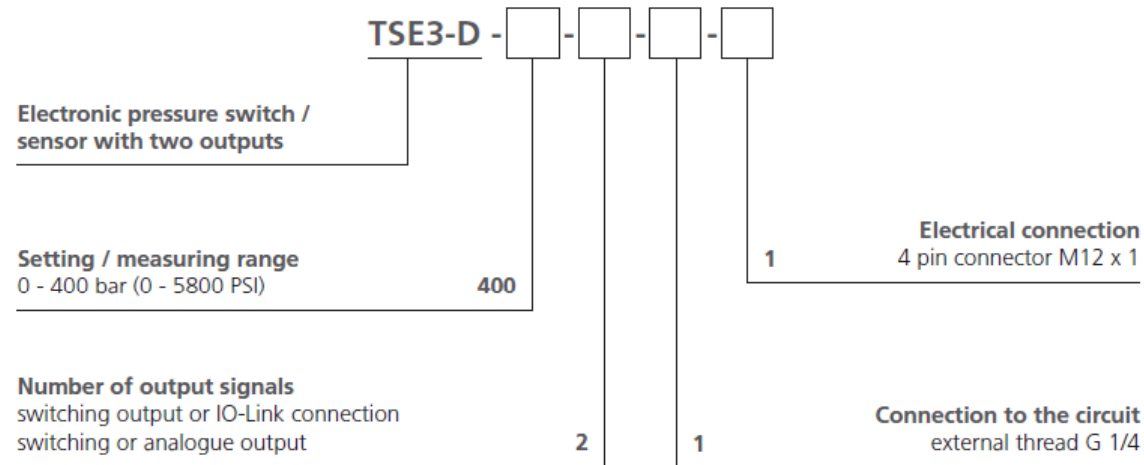 TSE3-D - - - -
Electronic pressure switch /
sensor with two outputs
Setting / measuring range
0 - 400 bar (0 - 5800 PSI) 400
Number of output signals
switching output or IO-Link connection
switching or analogue output 2
Electrical connection
1 4 pin connector M12 x 1
Connection to the circuit
1 external thread G 1/4